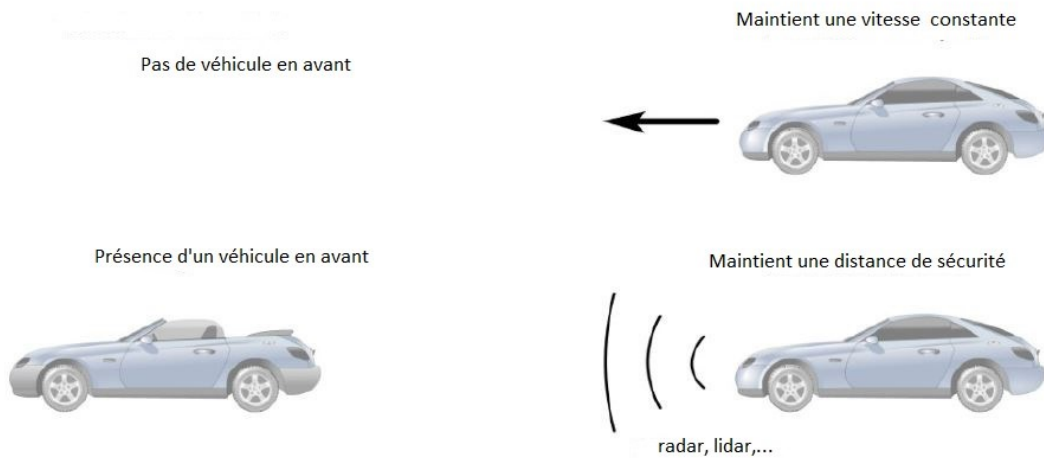 Maintient une vitesse constante
Pas de véhicule en avant
Présence d'un véhicule en avant
Maintient une distance de sécurité
radar, lidar,...